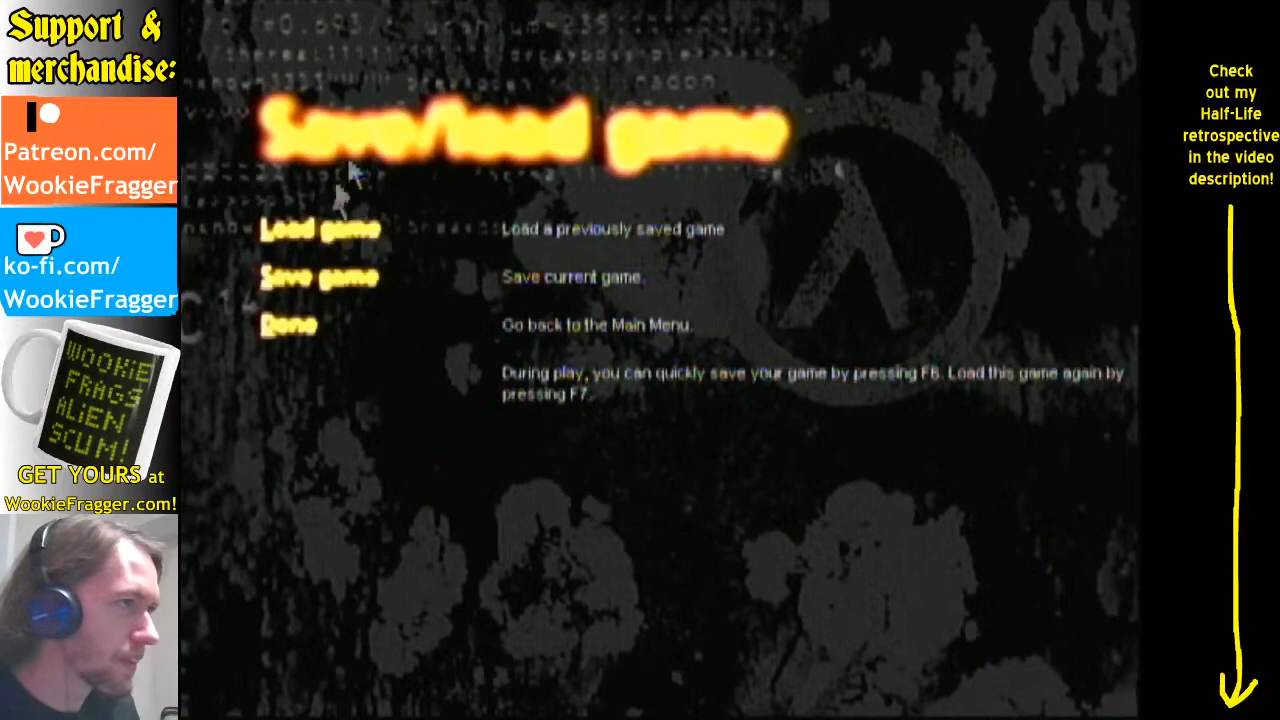 Support &
merchandise:
Patreon.com/
WookieFragger
ko-fi.com/
WookieFragger
WOOKIE
FRAGS
ALIEN
SCUM!
GET YOURS at
WookieFragger.com!
Save/load game
Load game
Load a previously saved game
Save game
Save current game.
Done
Go back to the Main Menu.
During play, you can quickly save your game by pressing F6. Load this game again by
pressing F7.
Check
out my
Half-Life
retrospective
in the video
description!